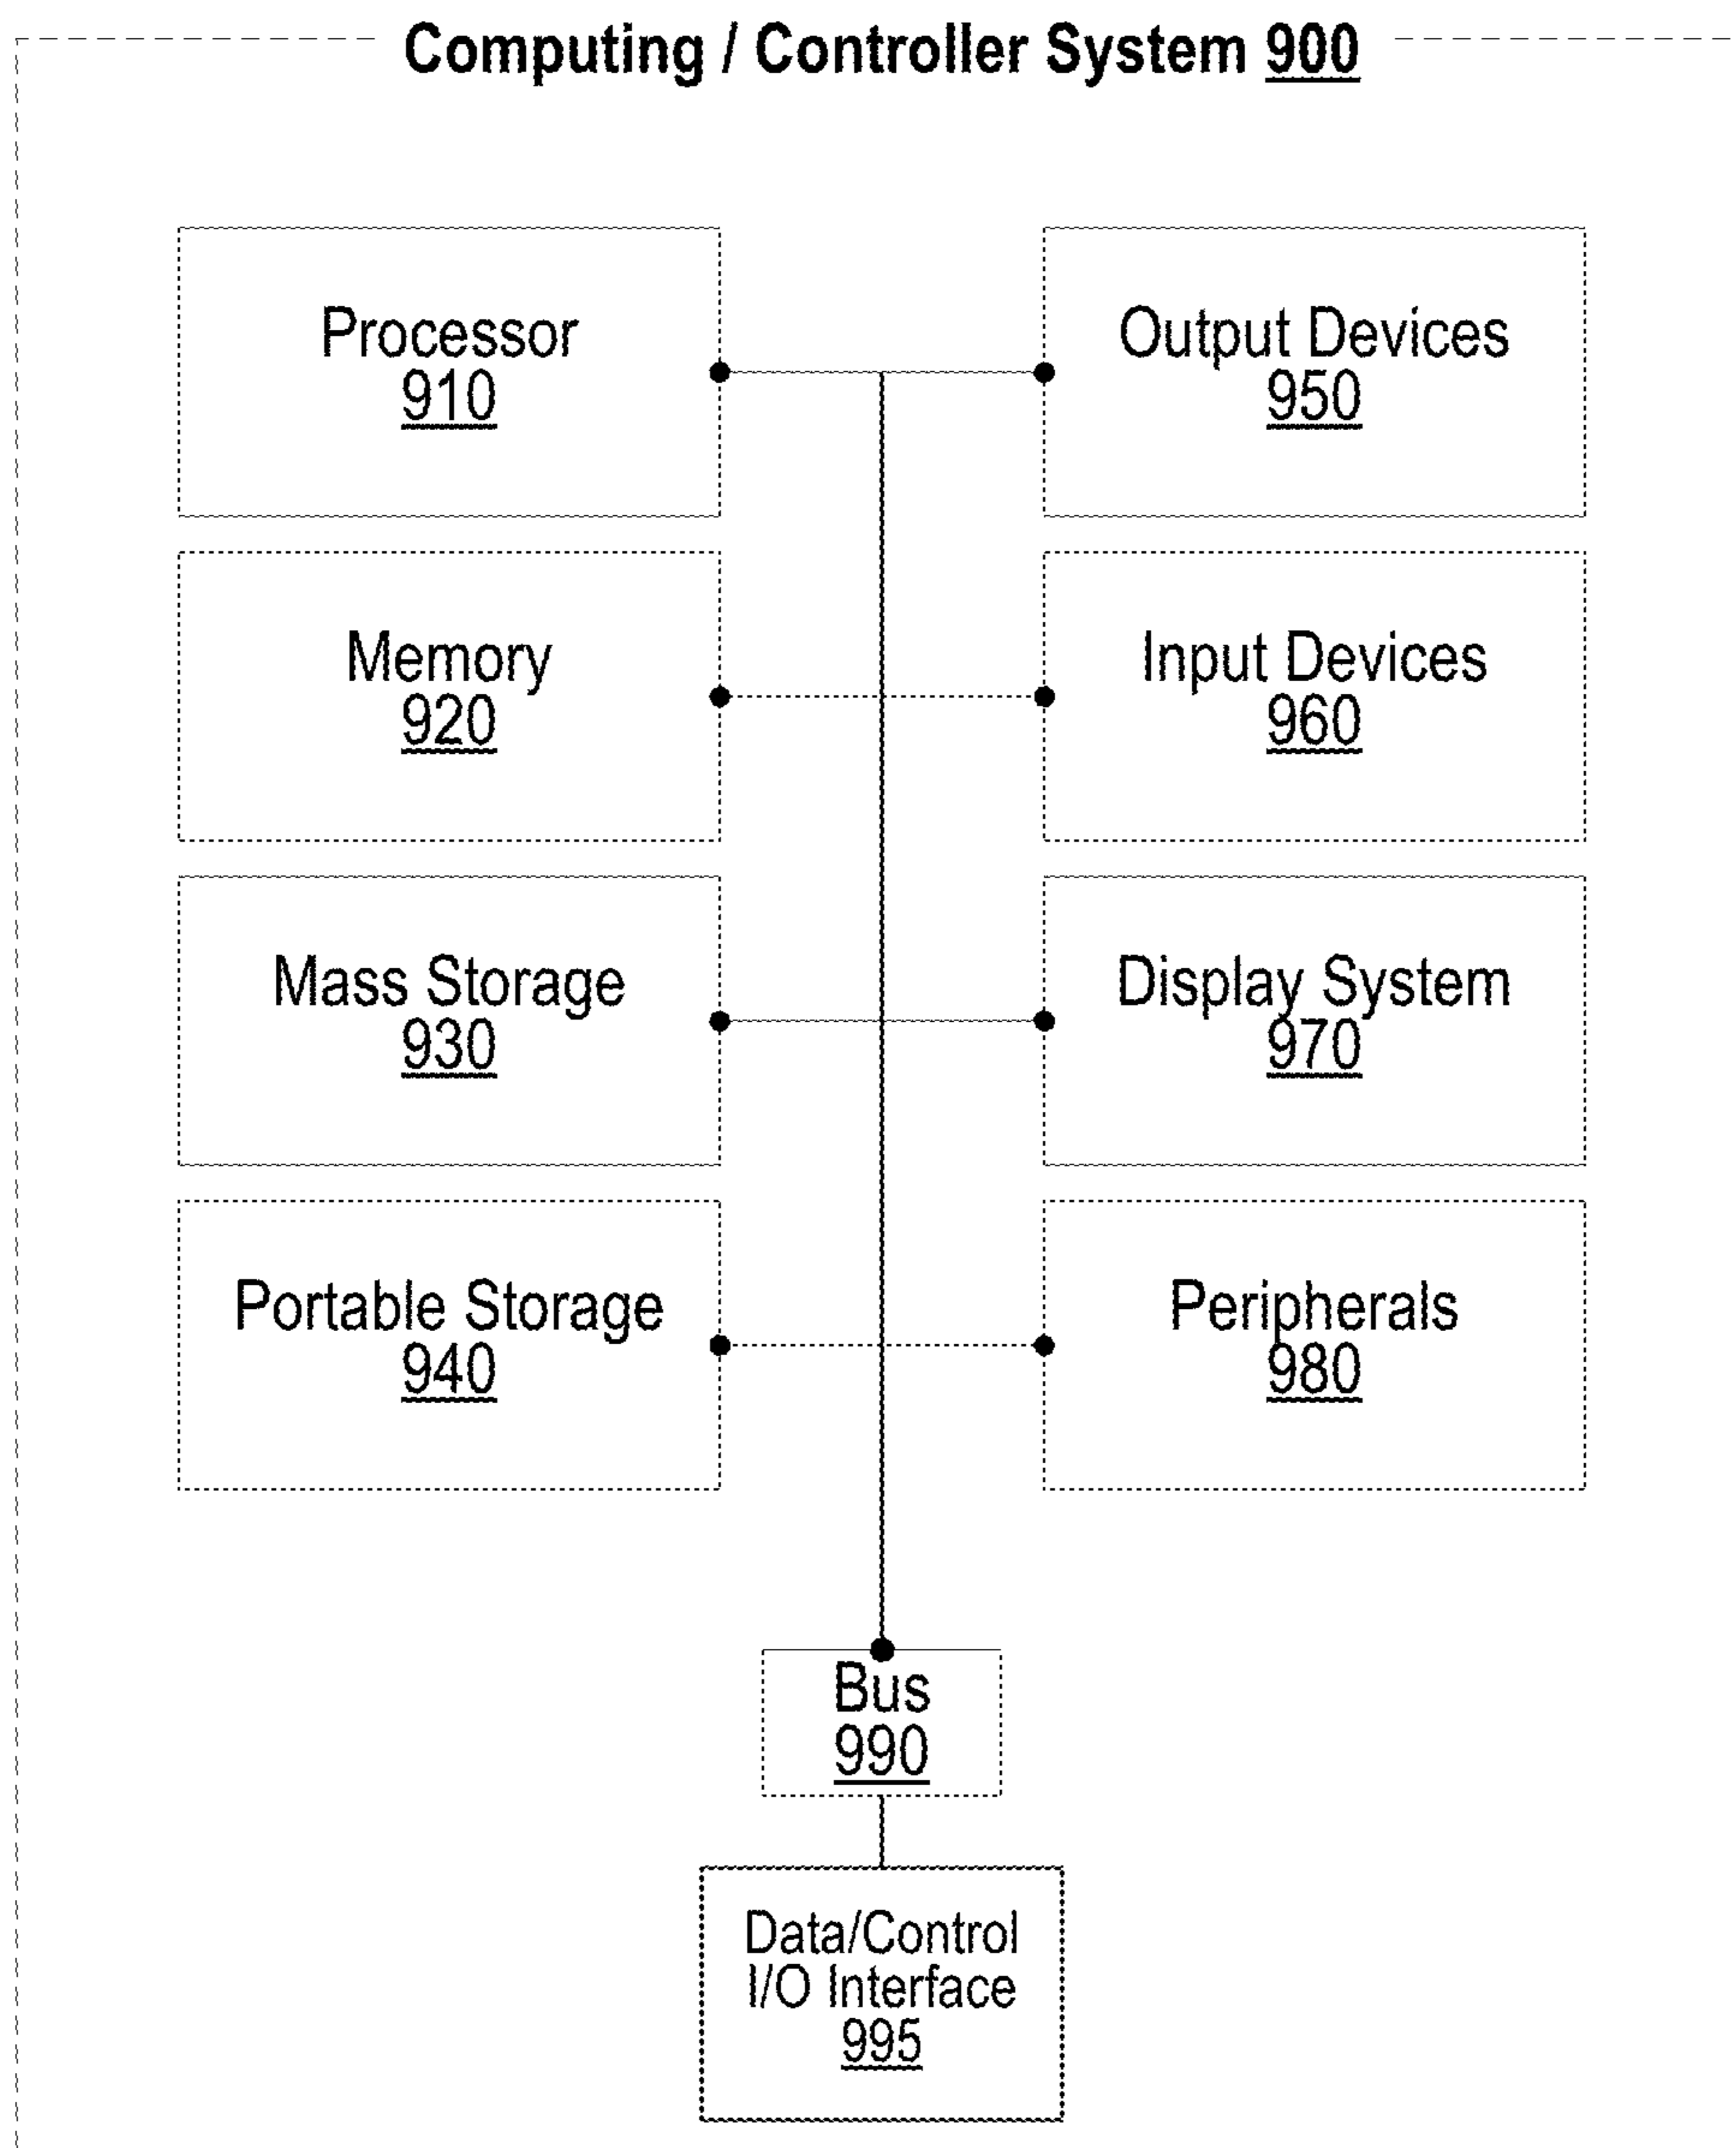 Computing / Controller System 900
Processor
910
Output Devices
950
Memory
920
Input Devices
960
Mass Storage
930
Display System
970
Portable Storage
940
Peripherals
980
Bus
990
Data/Control
I/O Interface
995